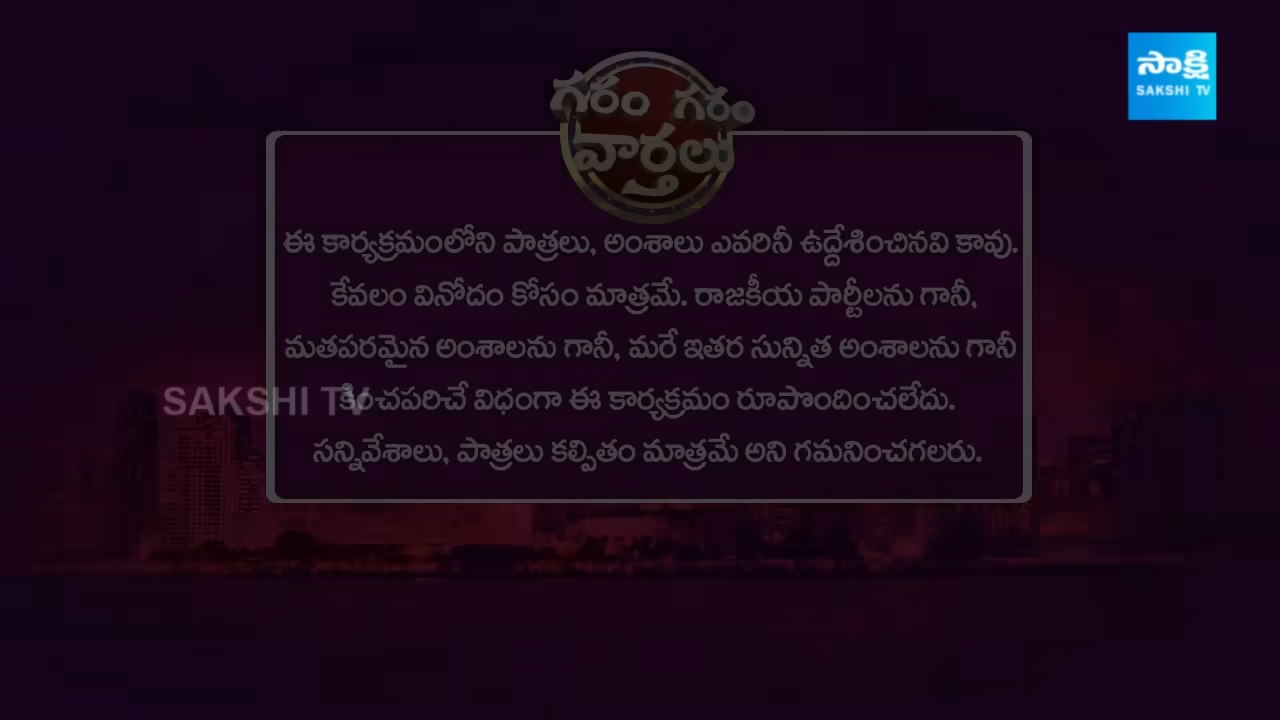 సాక్షి
SAKSHI TV
గరం గరం
వార్తలు
ఈ కార్యక్రమంలోని పాత్రలు, అంశాలు ఎవరినీ ఉద్దేశించినవి కావు.
కేవలం వినోదం కోసం మాత్రమే. రాజకీయ పార్టీలను గానీ,
మతపరమైన అంశాలను గానీ, మరే ఇతర సున్నిత అంశాలను గానీ
కించపరిచే విధంగా ఈ కార్యక్రమం రూపొందించలేదు.
SAKSHI TV
సన్నివేశాలు, పాత్రలు కల్పితం మాత్రమే అని గమనించగలరు.